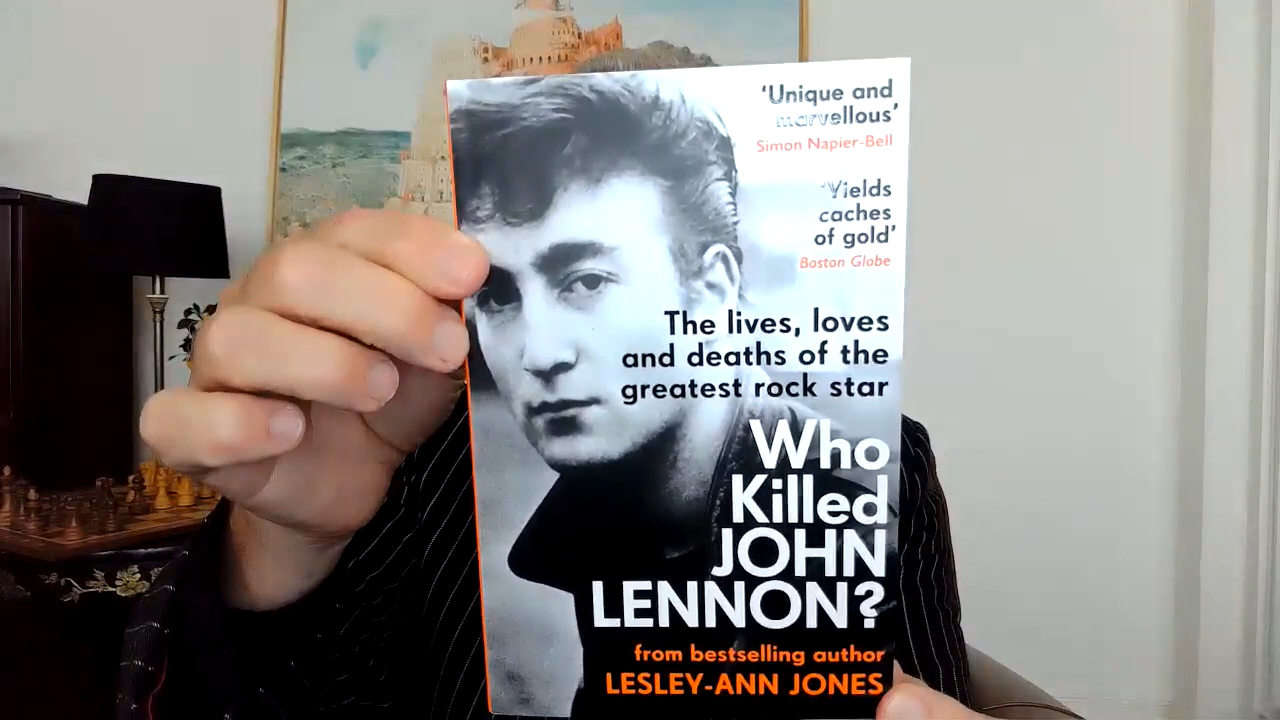 'Unique and
marvellous'
Simon Napier-Bell
'Yields
caches
of gold'
Boston Globe
The lives, loves
and deaths of the
greatest rock star
Who
Killed
JOHN
LENNON?
from bestselling author
LESLEY-ANN JONES